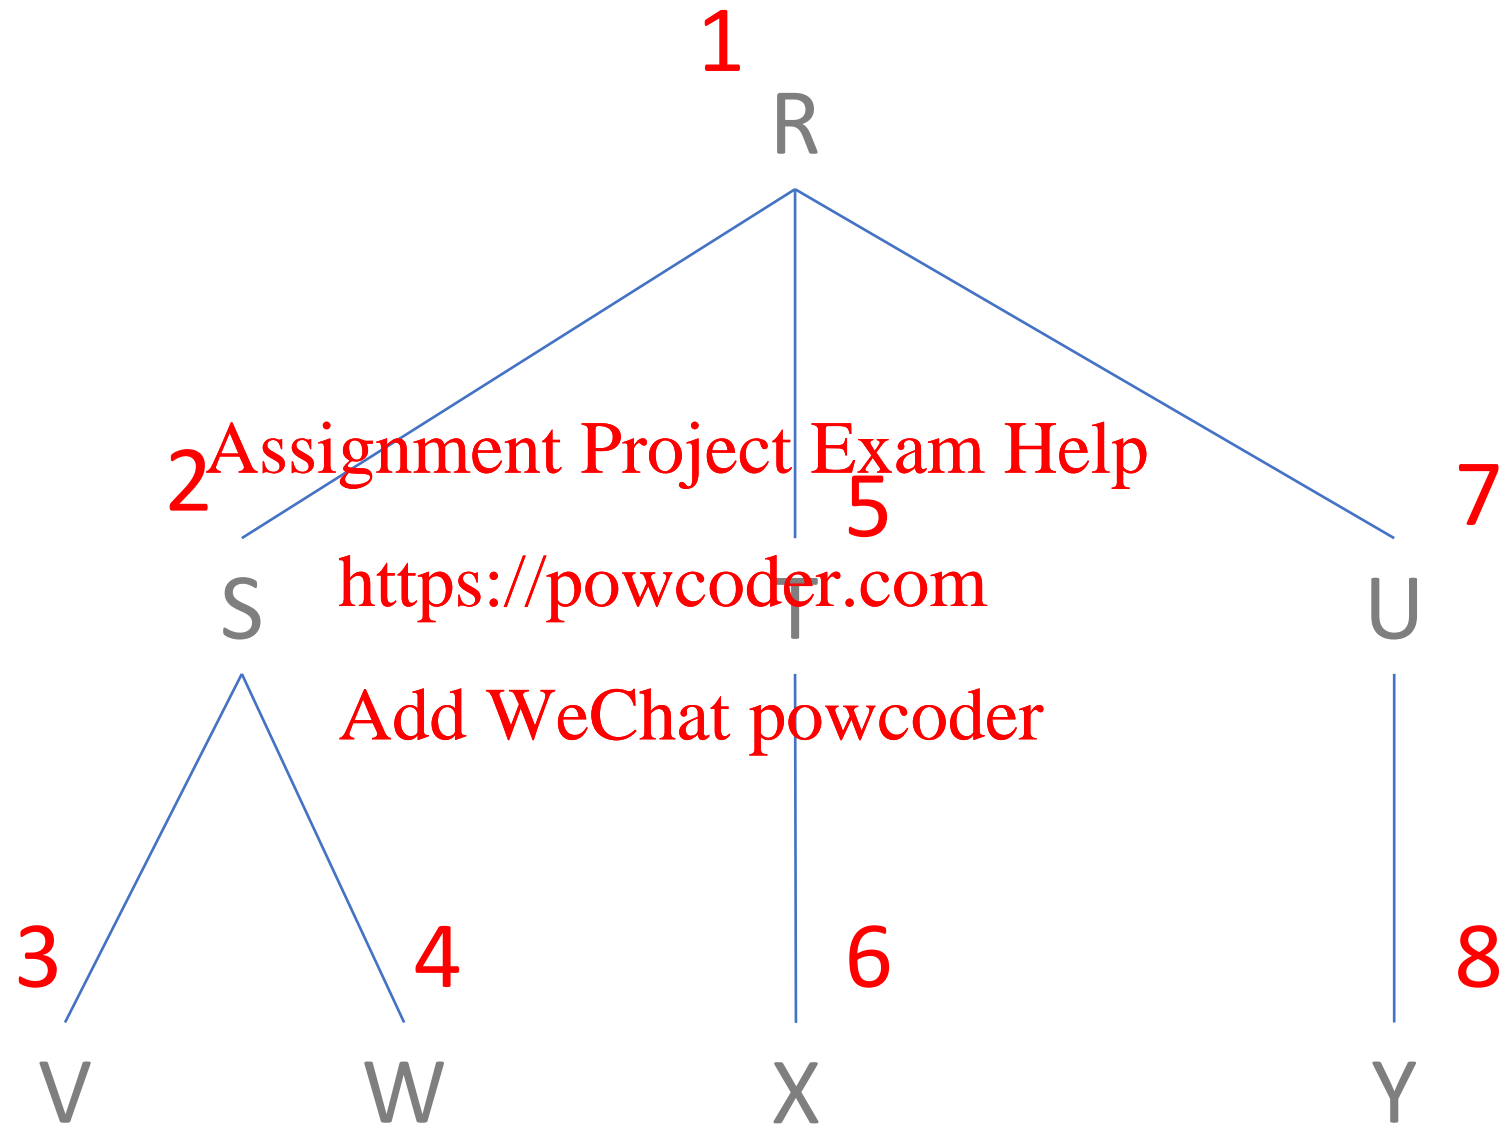 1
R
Assignment Project Exam Help
2
5
7
https://powcoder.com
S
T
U
Add WeChat powcoder
3
4
6
8
V
W
X
Y